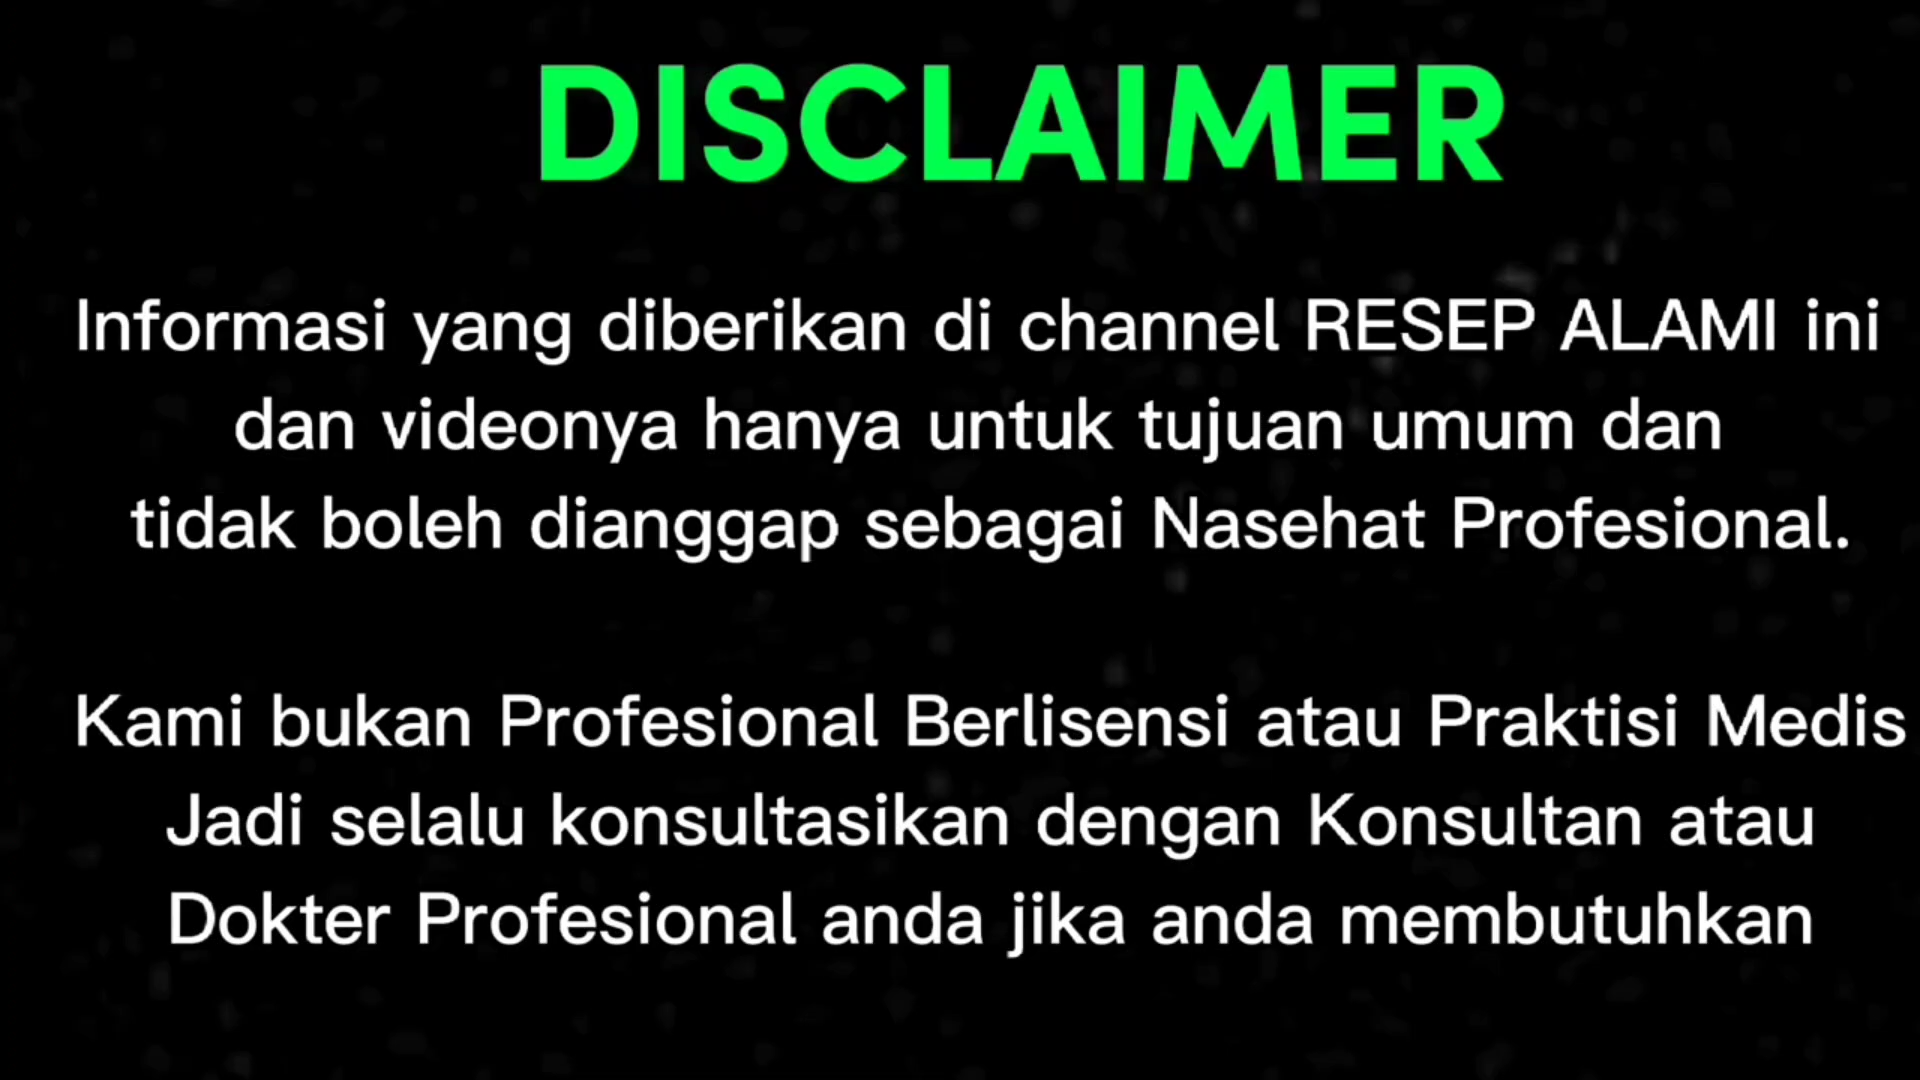 DISCLAIMER
Informasi yang diberikan di channel RESEP ALAMI ini
dan videonya hanya untuk tujuan umum dan
tidak boleh dianggap sebagai Nasehat Profesional.
Kami bukan Profesional Berlisensi atau Praktisi Medis
Jadi selalu konsultasikan dengan Konsultan atau
Dokter Profesional anda jika anda membutuhkan